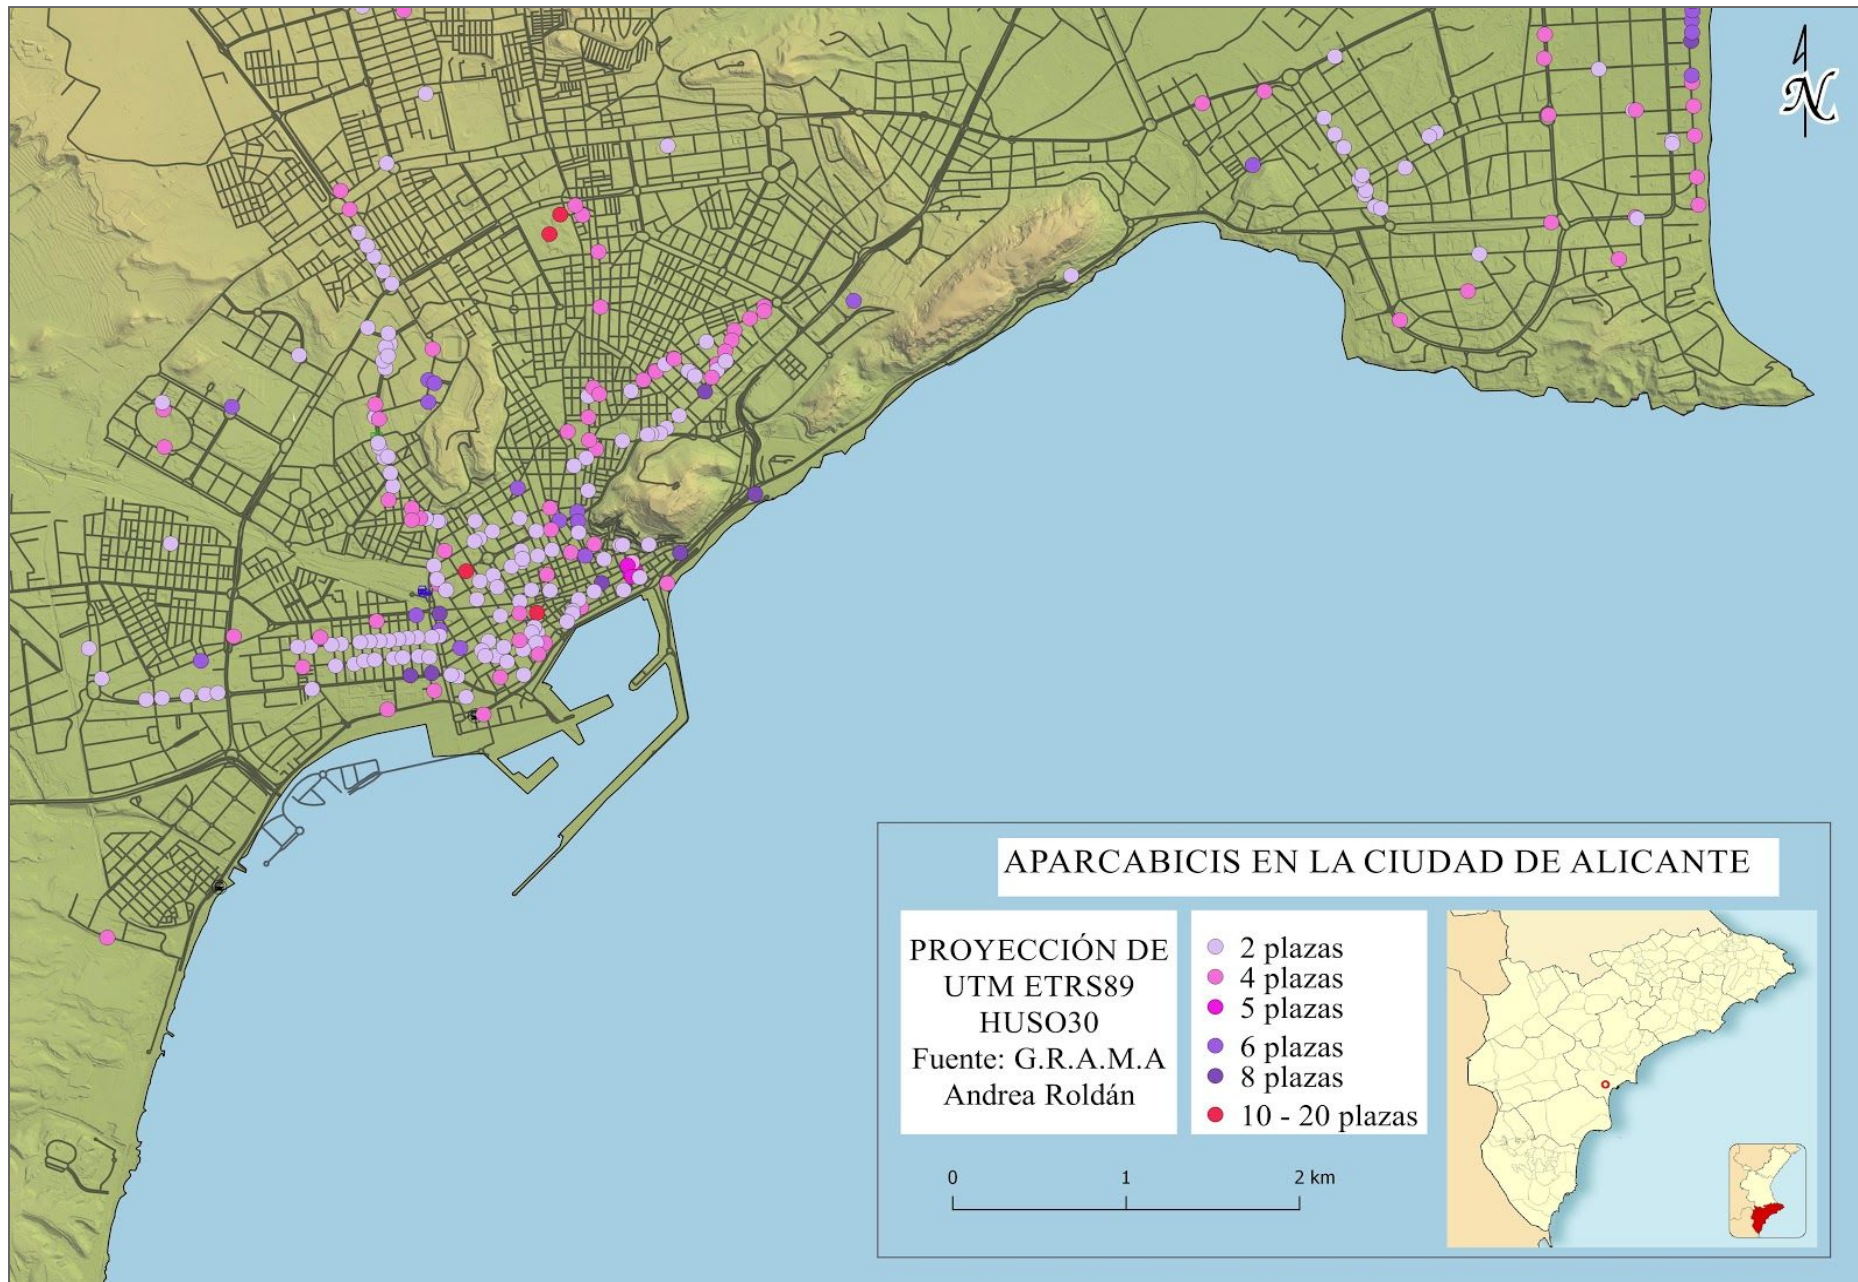 N
APARCABICIS EN LA CIUDAD DE ALICANTE
PROYECCIÓN DE
UTM ETRS89
HUSO30
Fuente: G.R.A.M.A
Andrea Roldán
2 plazas
4 plazas
5 plazas
6 plazas
8 plazas
10 - 20 plazas
0 1 2 km